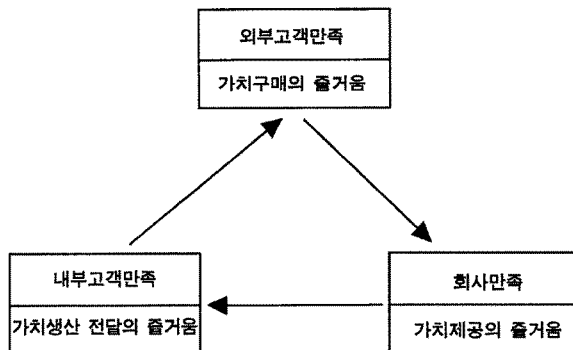 외부고객만족
가치구매의 즐거움
내부고객만족
가치생산 전달의 즐거움
회사만족
가치제공의 즐거움